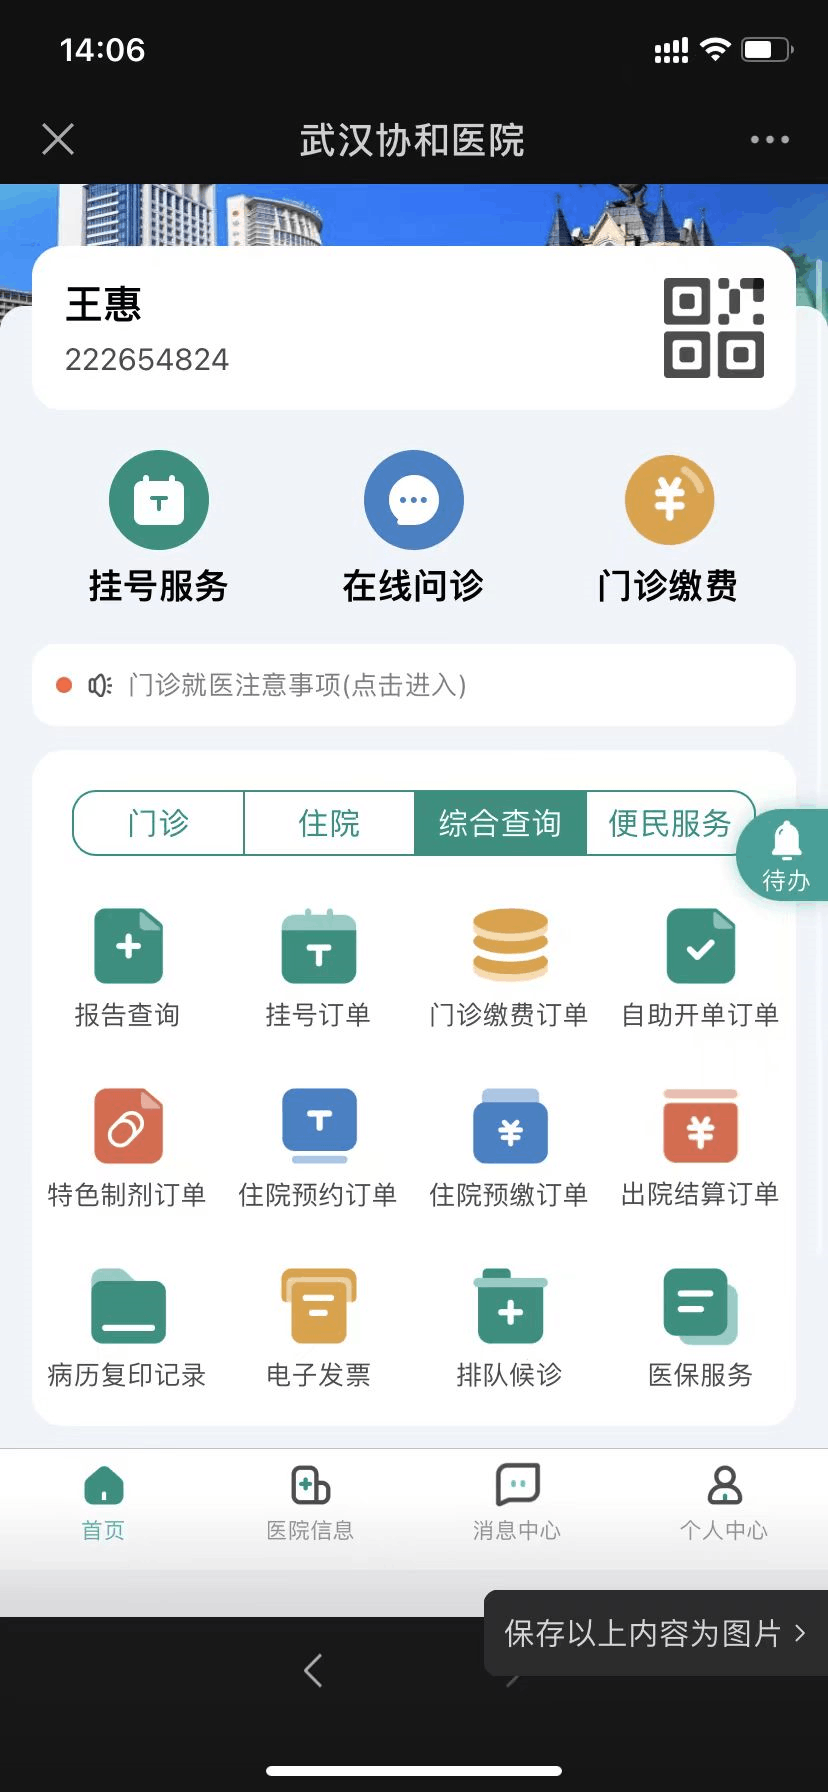 14:06
武汉协和医院
王惠
222654824
挂号服务 在线问诊 门诊缴费
门诊就医注意事项(点击进入)
门诊 住院 综合查询 便民服务
待办
报告查询 挂号订单 门诊缴费订单 自助开单订单
特色制剂订单 住院预约订单 住院预缴订单 出院结算订单
病历复印记录 电子发票 排队候诊 医保服务
首页 医院信息 消息中心 个人中心
保存以上内容为图片